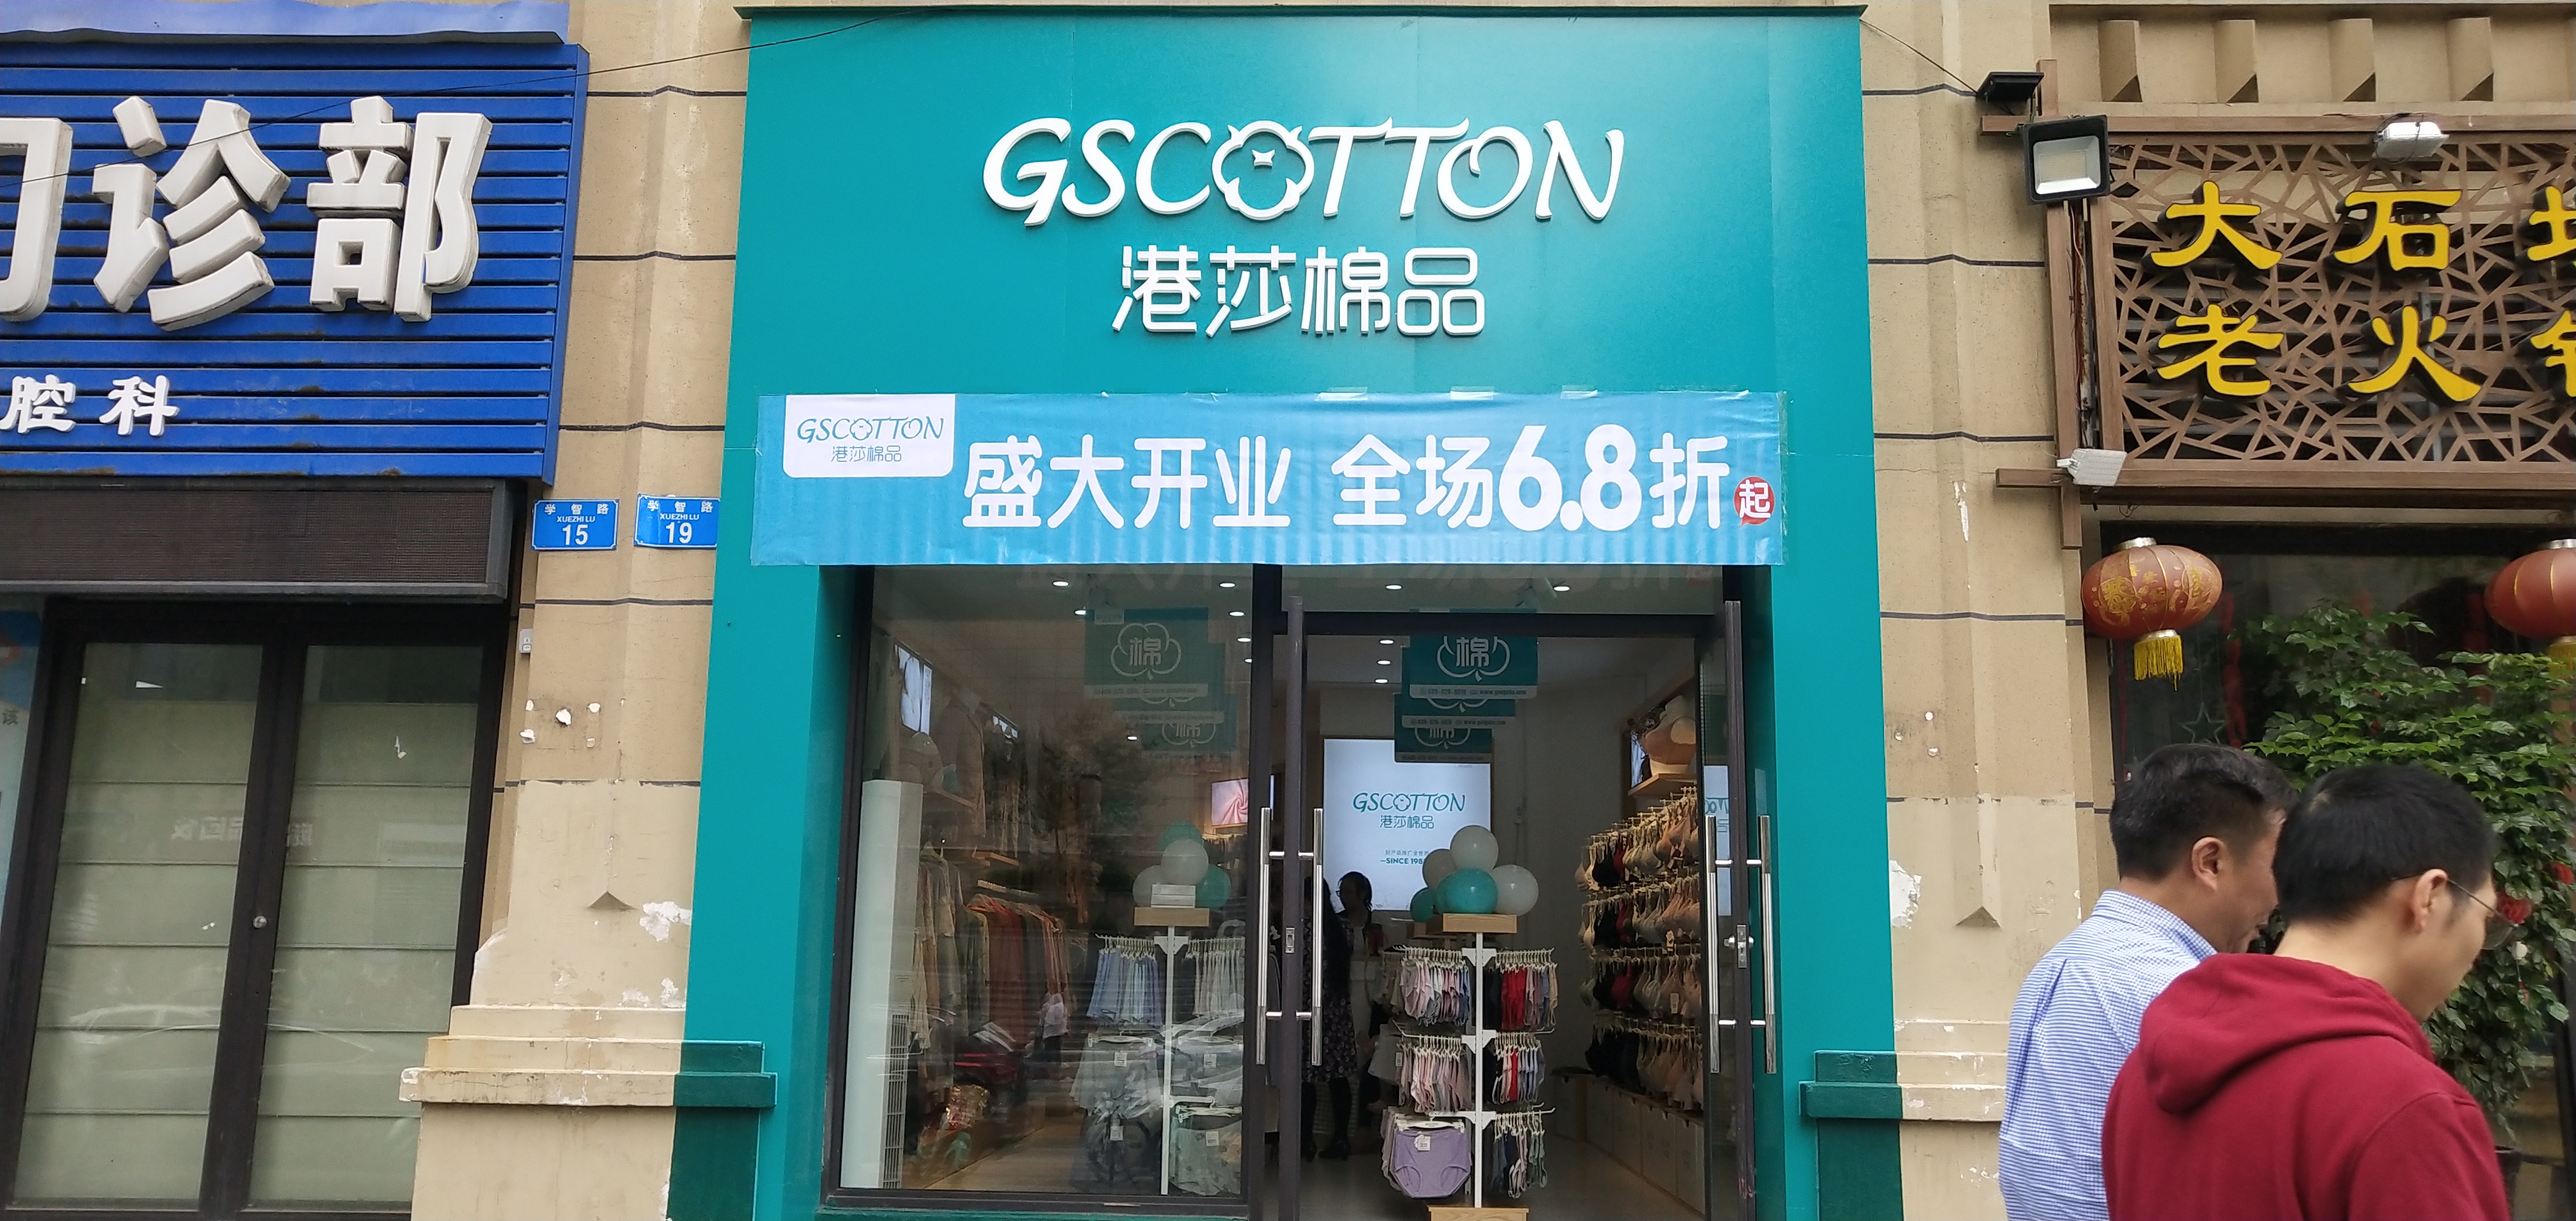 门诊部
腔科
学智路
XUEZHI LU
15
学智路
XUEZHI LU
19
GSCOTTON
港莎棉品
GSCOTTON
港莎棉品
盛大开业 全场6.8折起
棉
棉
棉
棉
GSCOTTON
港莎棉品
大石
老火